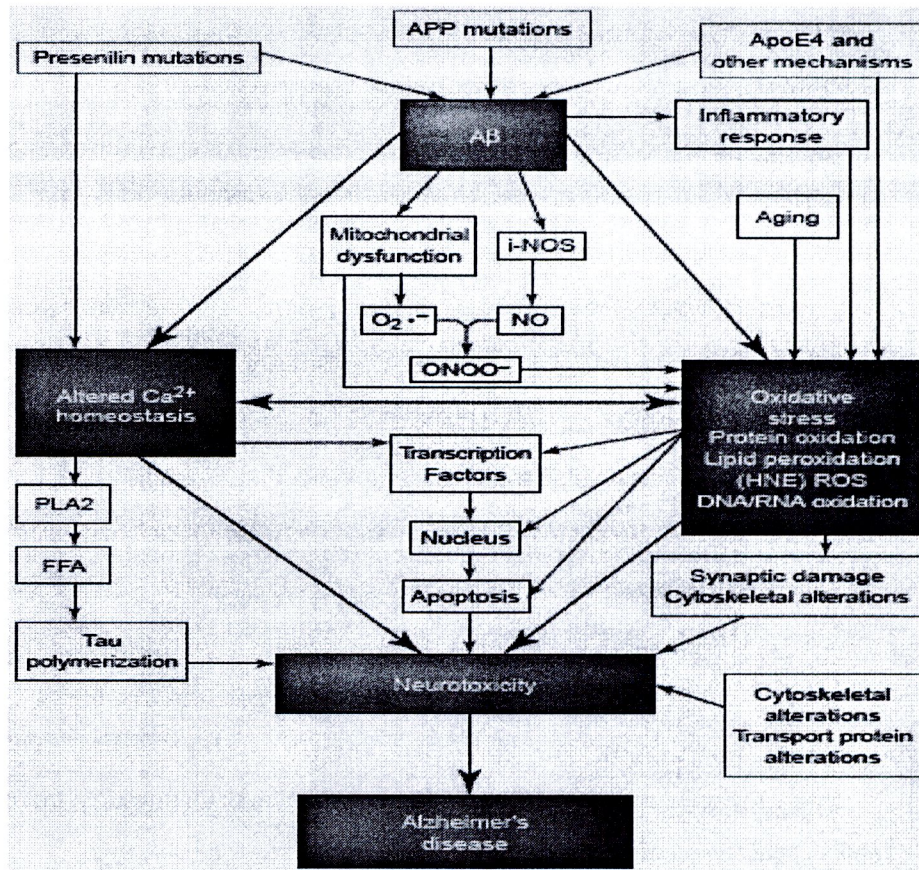 APP mutations
Presenilin mutations
ApoE4 and
other mechanisms
Inflammatory
response
AB
Aging
Mitochondrial
dysfunction
i-NOS
O2•−
NO
ONOO−
Altered Ca2+
homeostasis
Oxidative
stress
Protein oxidation
Lipid peroxidation
(HNE) ROS
DNA/RNA oxidation
Transcription
Factors
PLA2
Nucleus
FFA
Apoptosis
Synaptic damage
Cytoskeletal alterations
Tau
polymerization
Neurotoxicity
Cytoskeletal
alterations
Transport protein
alterations
Alzheimer's
disease